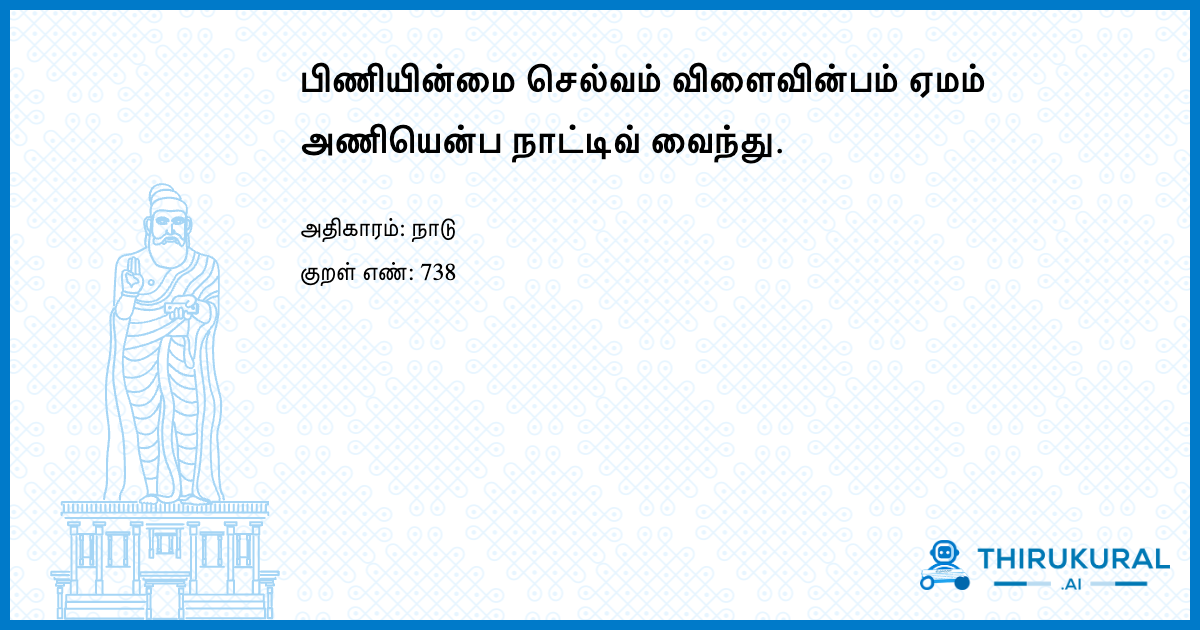 பிணியின்மை செல்வம் விளைவின்பம் ஏமம்
அணியென்ப நாட்டிவ் வைந்து.
அதிகாரம்: நாடு
குறள் எண்: 738
THIRUKURAL
.AI